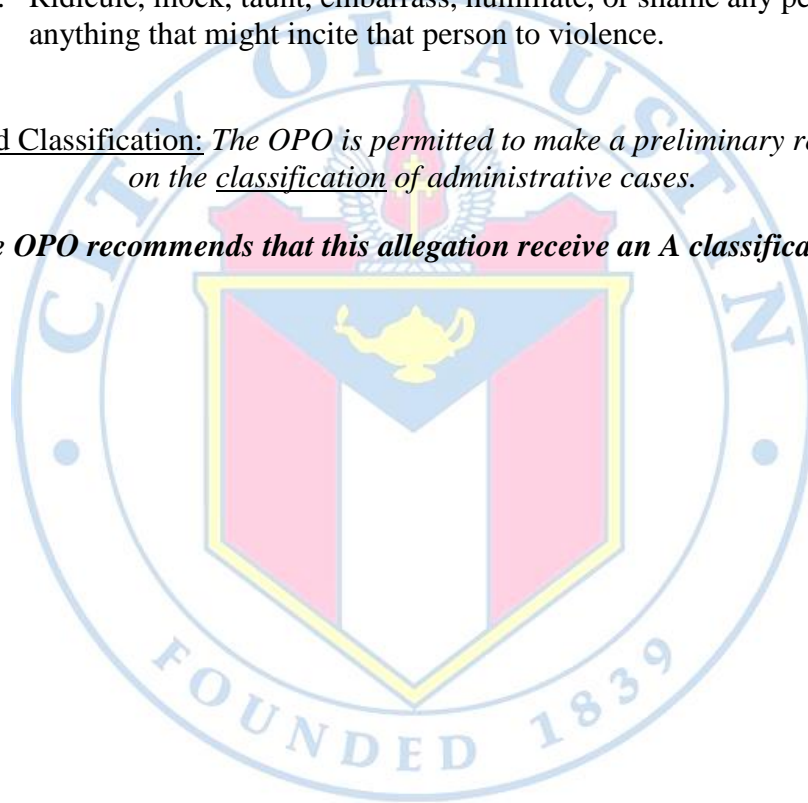 . Ridicule, mock, taunt, embarrass, humiliate, or shame any pe
anything that might incite that person to violence.
d Classification: The OPO is permitted to make a preliminary re
on the classification of administrative cases.
e OPO recommends that this allegation receive an A classifica
CITY OF AUSTIN
FOUNDED 1839